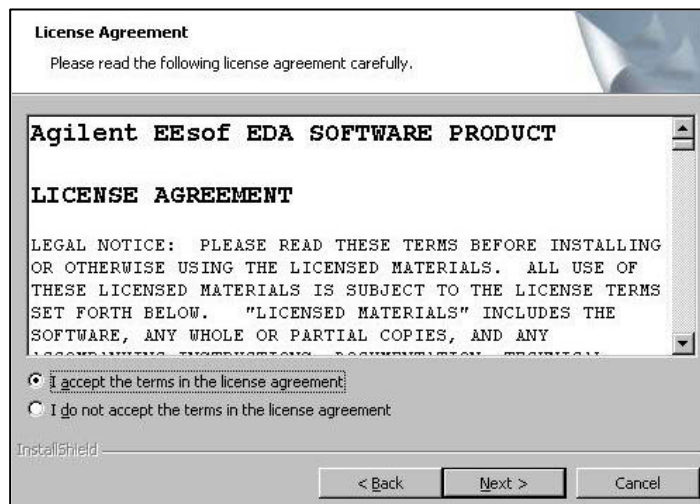 License Agreement
Please read the following license agreement carefully.
Agilent EEsof EDA SOFTWARE PRODUCT
LICENSE AGREEMENT
LEGAL NOTICE:  PLEASE READ THESE TERMS BEFORE INSTALLING
OR OTHERWISE USING THE LICENSED MATERIALS.  ALL USE OF
THESE LICENSED MATERIALS IS SUBJECT TO THE LICENSE TERMS
SET FORTH BELOW.  "LICENSED MATERIALS" INCLUDES THE
SOFTWARE, ANY WHOLE OR PARTIAL COPIES, AND ANY
ACCOMPANYING INSTRUCTIONS, DOCUMENTATION, TECHNICAL
I accept the terms in the license agreement
I do not accept the terms in the license agreement
InstallShield
< Back
Next >
Cancel